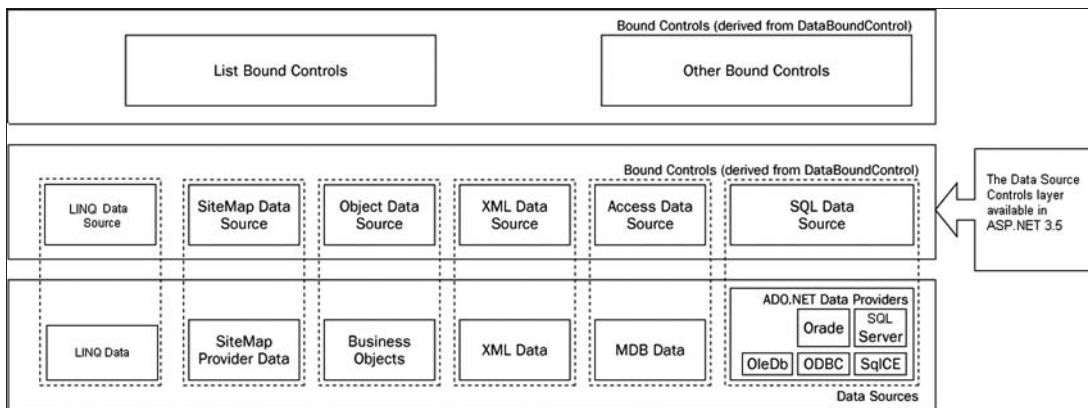 Bound Controls (derived from DataBoundControl)
List Bound Controls
Other Bound Controls
Bound Controls (derived from DataBoundControl)
LINQ Data
Source
SiteMap Data
Source
Object Data
Source
XML Data
Source
Access Data
Source
SQL Data
Source
The Data Source
Controls layer
available in
ASP.NET 3.5
LINQ Data
SiteMap
Provider Data
Business
Objects
XML Data
MDB Data
ADO.NET Data Providers
Orade
SQL
Server
OleDb
ODBC
SqlCE
Data Sources